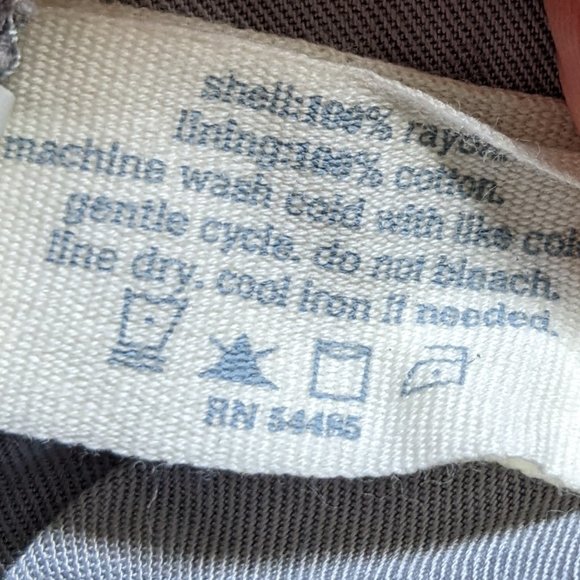 shell:100% rayon.
lining:100% cotton.
machine wash cold with like col
gentle cycle. do not bleach.
line dry. cool iron if needed.
RN 54485